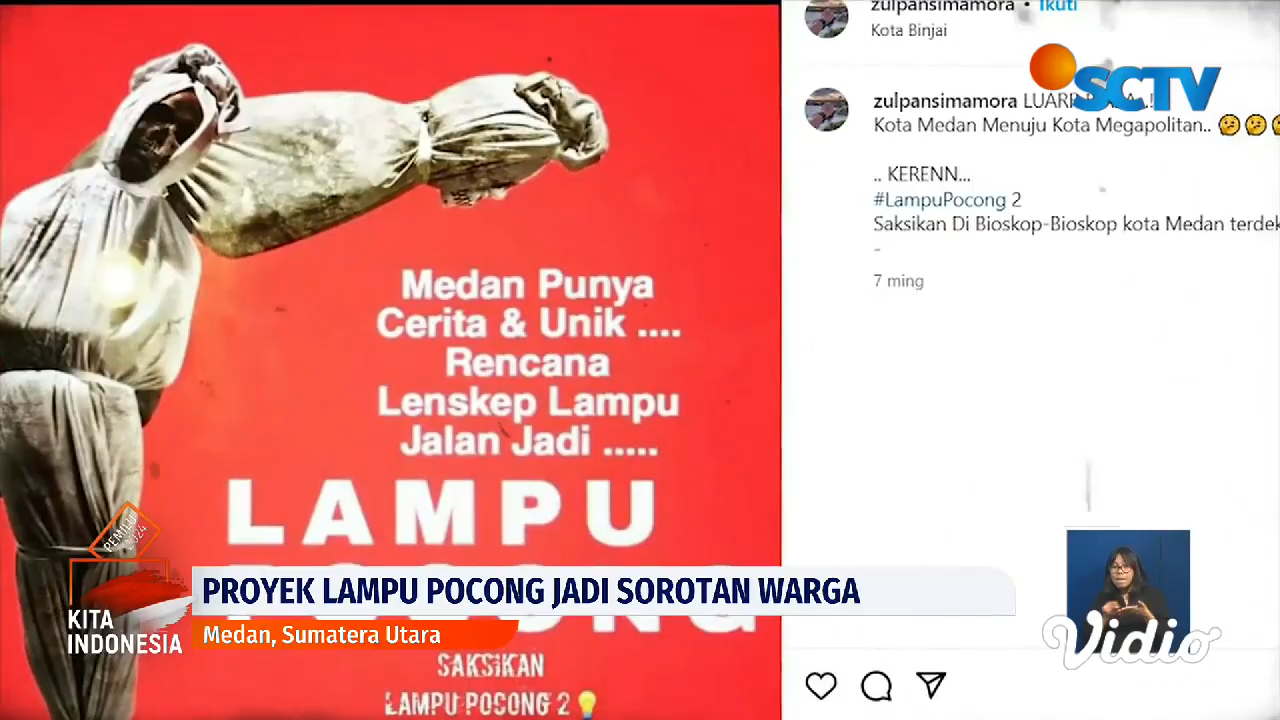 zulpansimamora • Ikuti
Kota Binjai
SCTV
zulpansimamora
Kota Medan Menuju Kota Megapolitan..
.. KERENN...
#LampuPocong 2
Saksikan Di Bioskop-Bioskop kota Medan
-
7 ming
Medan Punya
Cerita & Unik ....
Rencana
Lenskep Lampu
Jalan Jadi .....
LAMPU
POCONG
SAKSIKAN
LAMPU POCONG 2
PEMILU
2024
KITA
INDONESIA
PROYEK LAMPU POCONG JADI SOROTAN WARGA
Medan, Sumatera Utara
Vidio